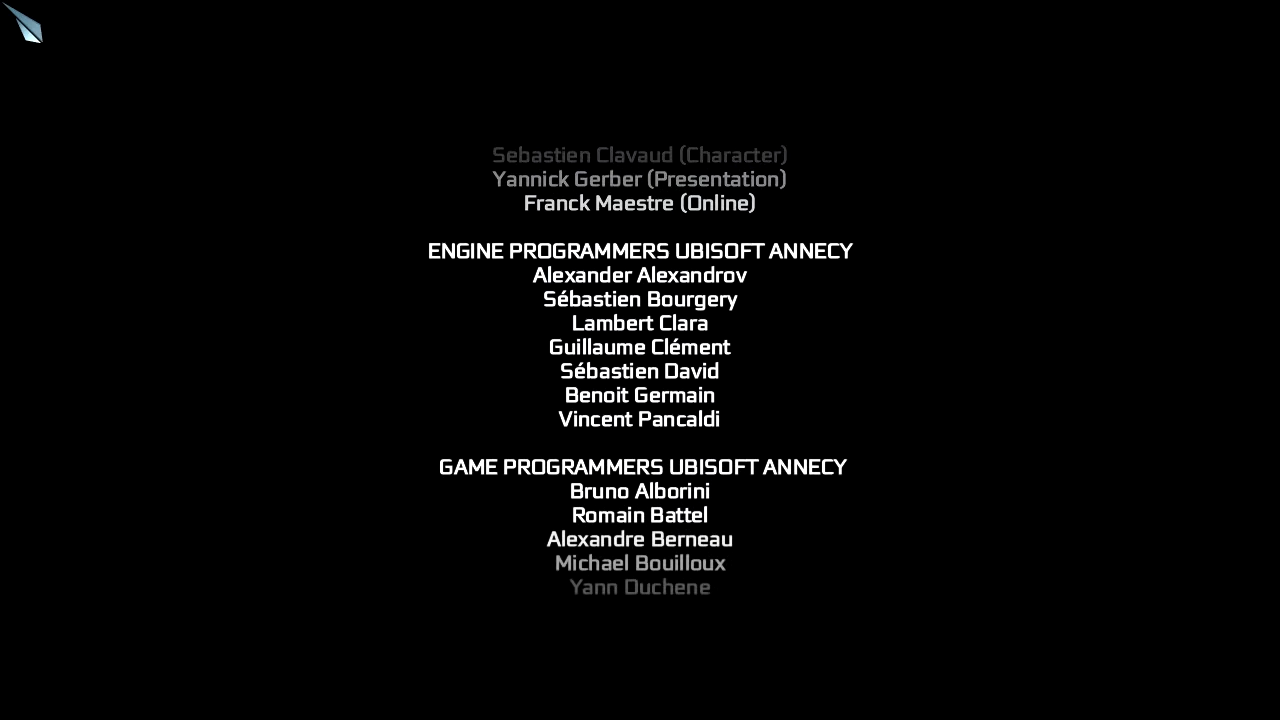 Sebastien Clavaud (Character)
Yannick Gerber (Presentation)
Franck Maestre (Online)
ENGINE PROGRAMMERS UBISOFT ANNECY
Alexander Alexandrov
Sébastien Bourgery
Lambert Clara
Guillaume Clément
Sébastien David
Benoit Germain
Vincent Pancaldi
GAME PROGRAMMERS UBISOFT ANNECY
Bruno Alborini
Romain Battel
Alexandre Berneau
Michael Bouilloux
Yann Duchene